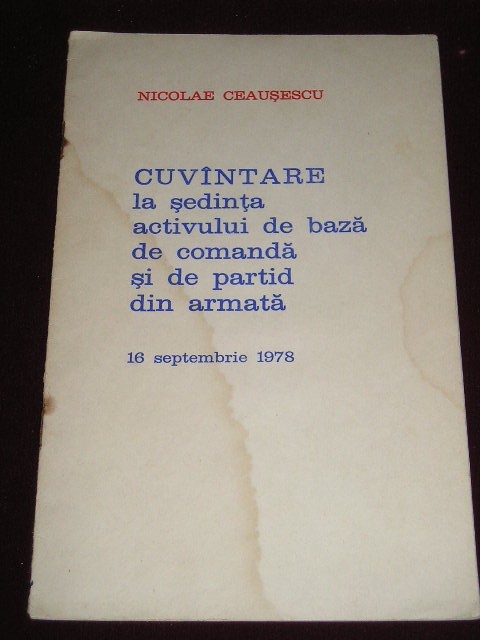 NICOLAE CEAUŞESCU
CUVÎNTARE
la şedinţa
activului de bază
de comandă
şi de partid
din armată
16 septembrie 1978